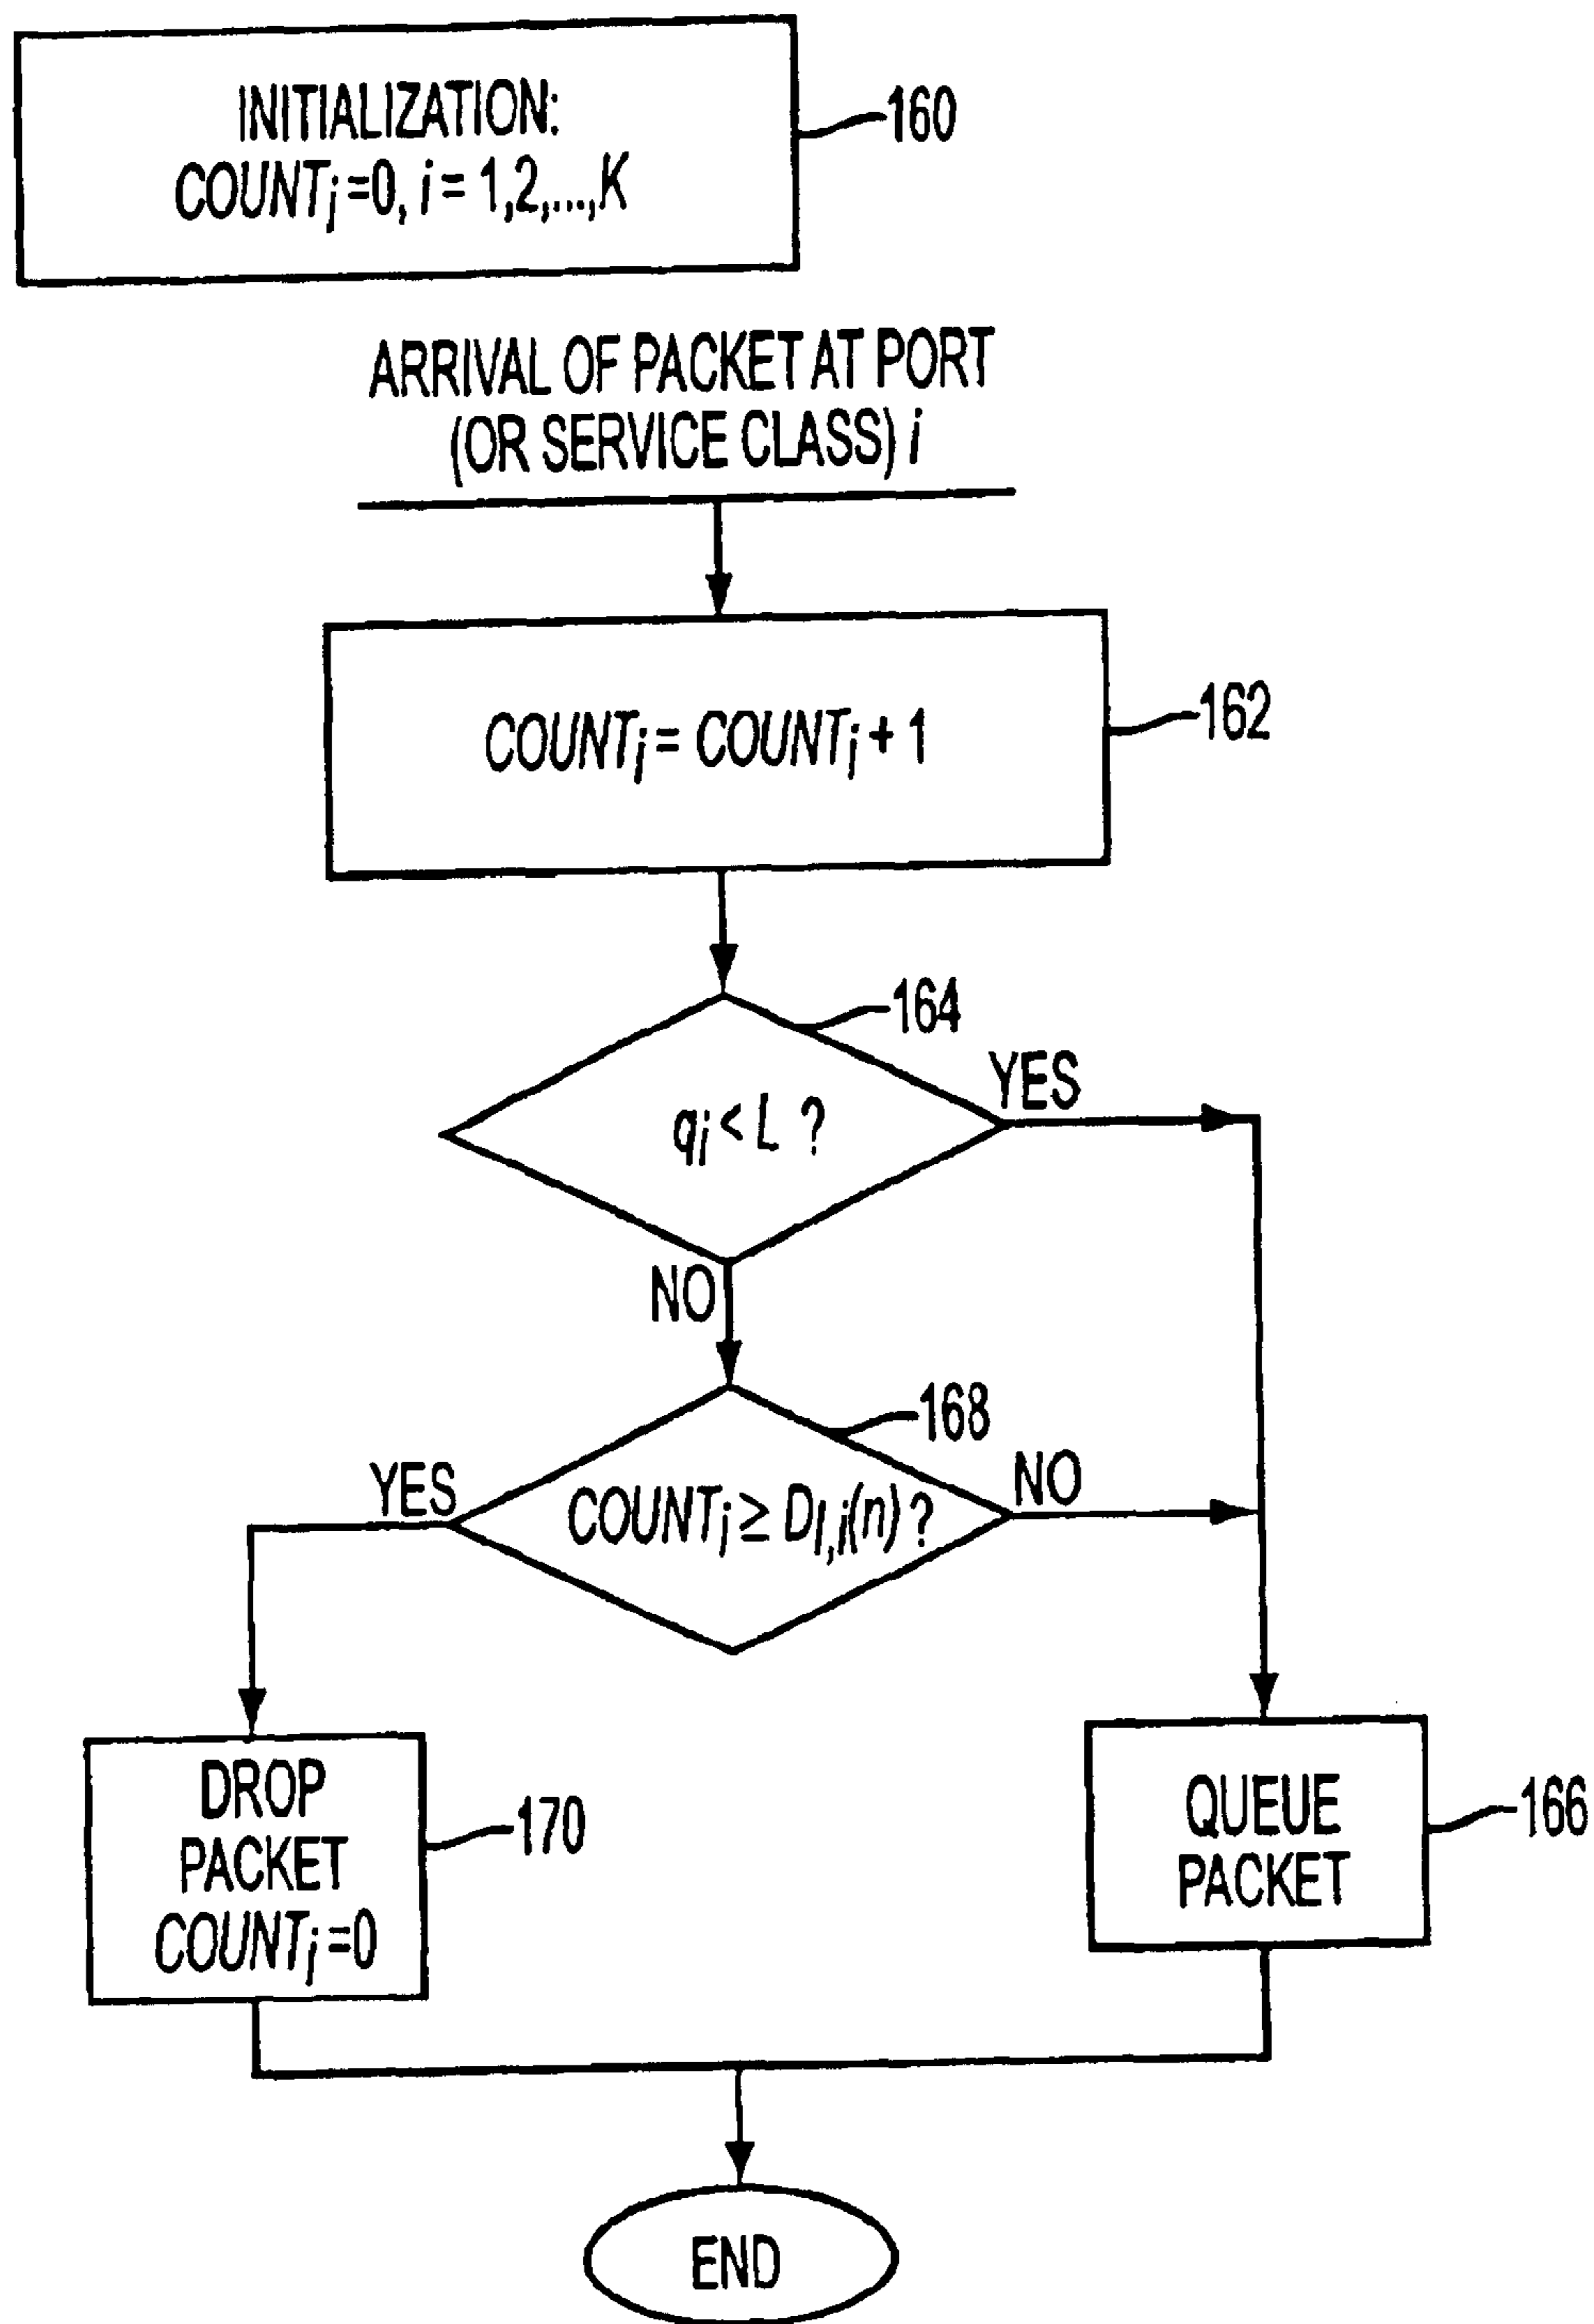 INITIALIZATION:
COUNTi =0, i = 1,2,...,K
160
ARRIVAL OF PACKET AT PORT
(OR SERVICE CLASS) i
COUNTi = COUNTi + 1
162
164
qi < L ?
YES
NO
168
YES
COUNTi ≥ DI,i(n) ?
NO
DROP
PACKET
COUNTi =0
170
QUEUE
PACKET
166
END